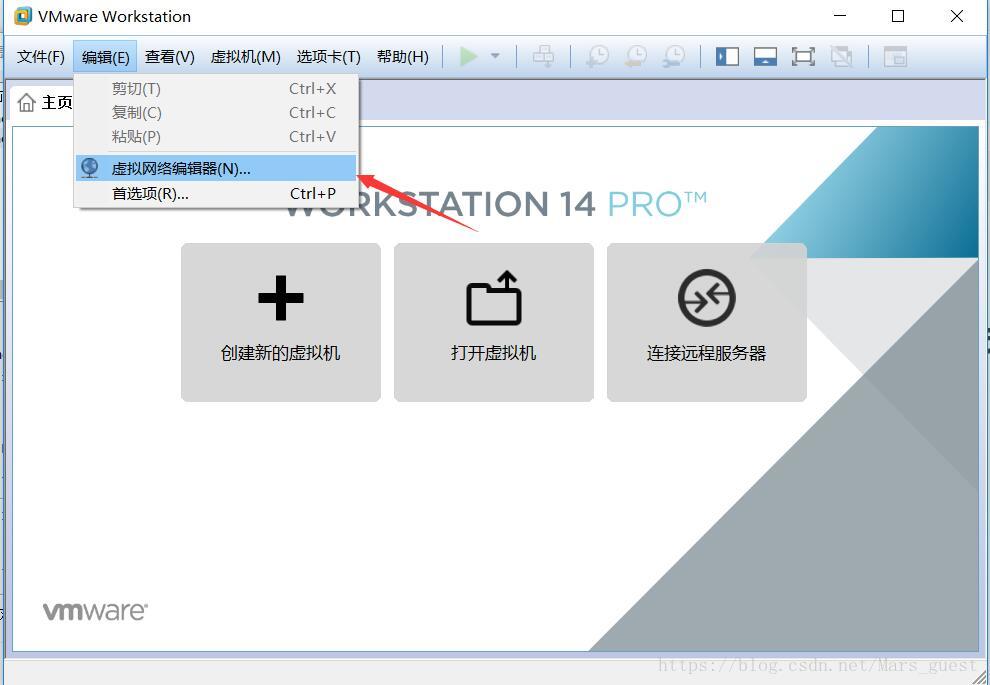 VMware Workstation
文件(F) 编辑(E) 查看(V) 虚拟机(M) 选项卡(T) 帮助(H)
主页
剪切(T) Ctrl+X
复制(C) Ctrl+C
粘贴(P) Ctrl+V
虚拟网络编辑器(N)...
首选项(R)... Ctrl+P
WORKSTATION 14 PRO™
创建新的虚拟机 打开虚拟机 连接远程服务器
vmware®
https://blog.csdn.net/Mars_guest